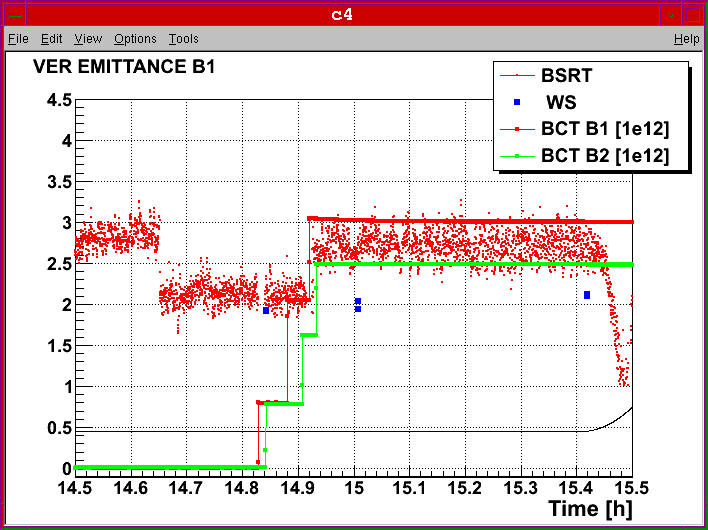 c4
File Edit View Options Tools Help
VER EMITTANCE B1
BSRT
WS
BCT B1 [1e12]
BCT B2 [1e12]
4.5
4
3.5
3
2.5
2
1.5
1
0.5
0
14.5 14.6 14.7 14.8 14.9 15 15.1 15.2 15.3 15.4 15.5
Time [h]